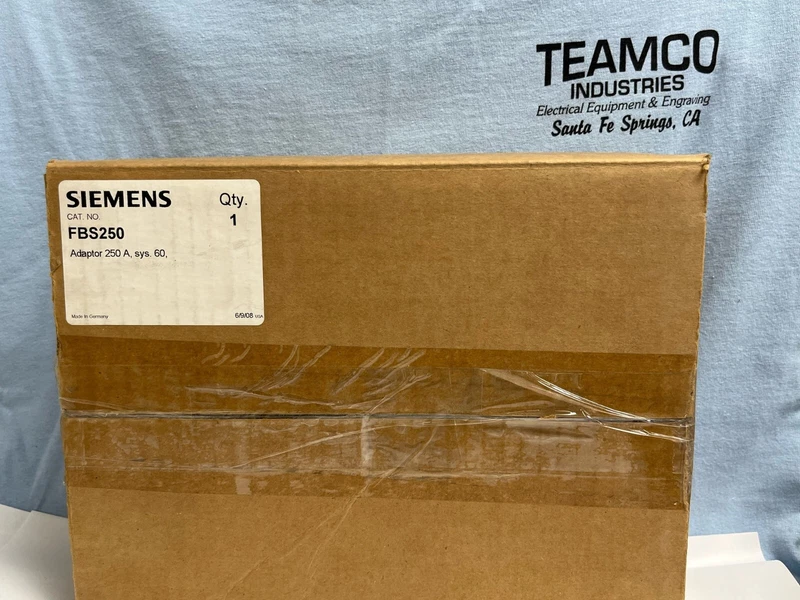 TEAMCO
INDUSTRIES
Electrical Equipment & Engraving
Santa Fe Springs, CA
SIEMENS
Qty.
CAT. NO.
1
FBS250
Adaptor 250 A, sys. 60,
Made in Germany
6/9/08 USA